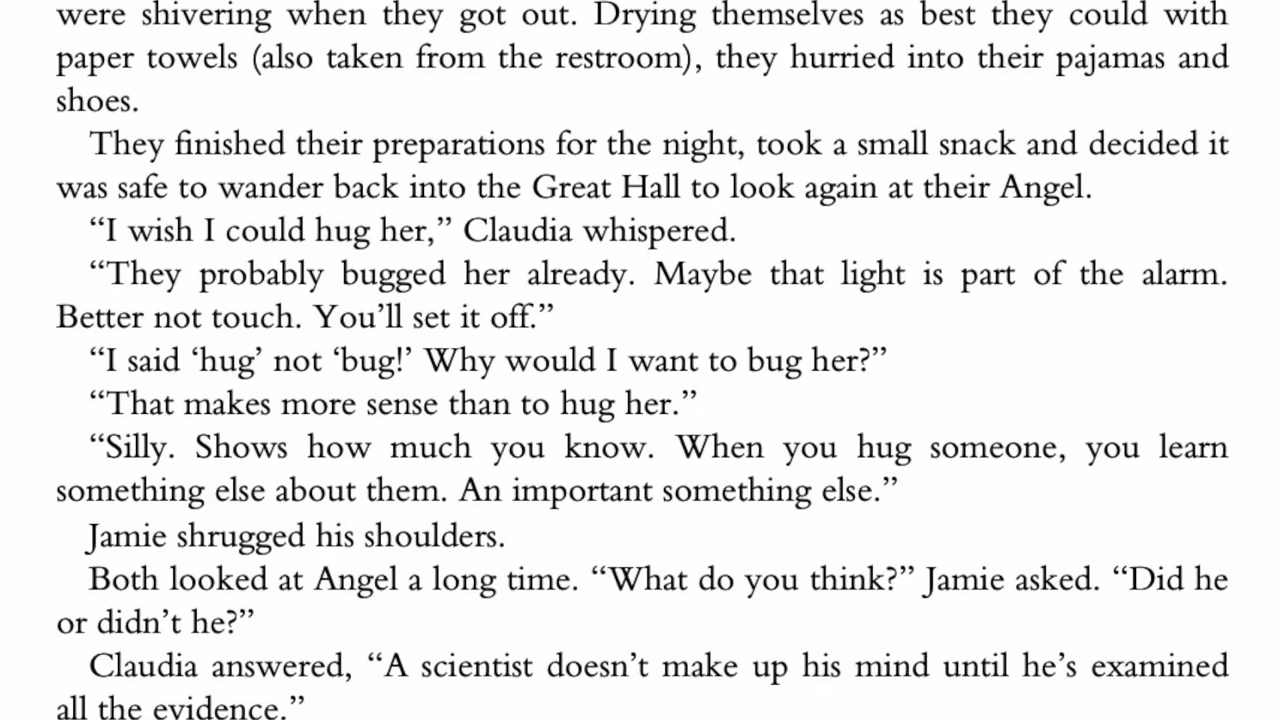 were shivering when they got out. Drying themselves as best they could with
paper towels (also taken from the restroom), they hurried into their pajamas and
shoes.
They finished their preparations for the night, took a small snack and decided it
was safe to wander back into the Great Hall to look again at their Angel.
“I wish I could hug her,” Claudia whispered.
“They probably bugged her already. Maybe that light is part of the alarm.
Better not touch. You’ll set it off.”
“I said ‘hug’ not ‘bug!’ Why would I want to bug her?”
“That makes more sense than to hug her.”
“Silly. Shows how much you know. When you hug someone, you learn
something else about them. An important something else.”
Jamie shrugged his shoulders.
Both looked at Angel a long time. “What do you think?” Jamie asked. “Did he
or didn’t he?”
Claudia answered, “A scientist doesn’t make up his mind until he’s examined
all the evidence.”